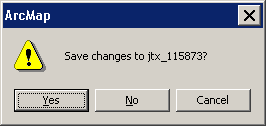 ArcMap
Save changes to jtx_115873?
Yes No Cancel